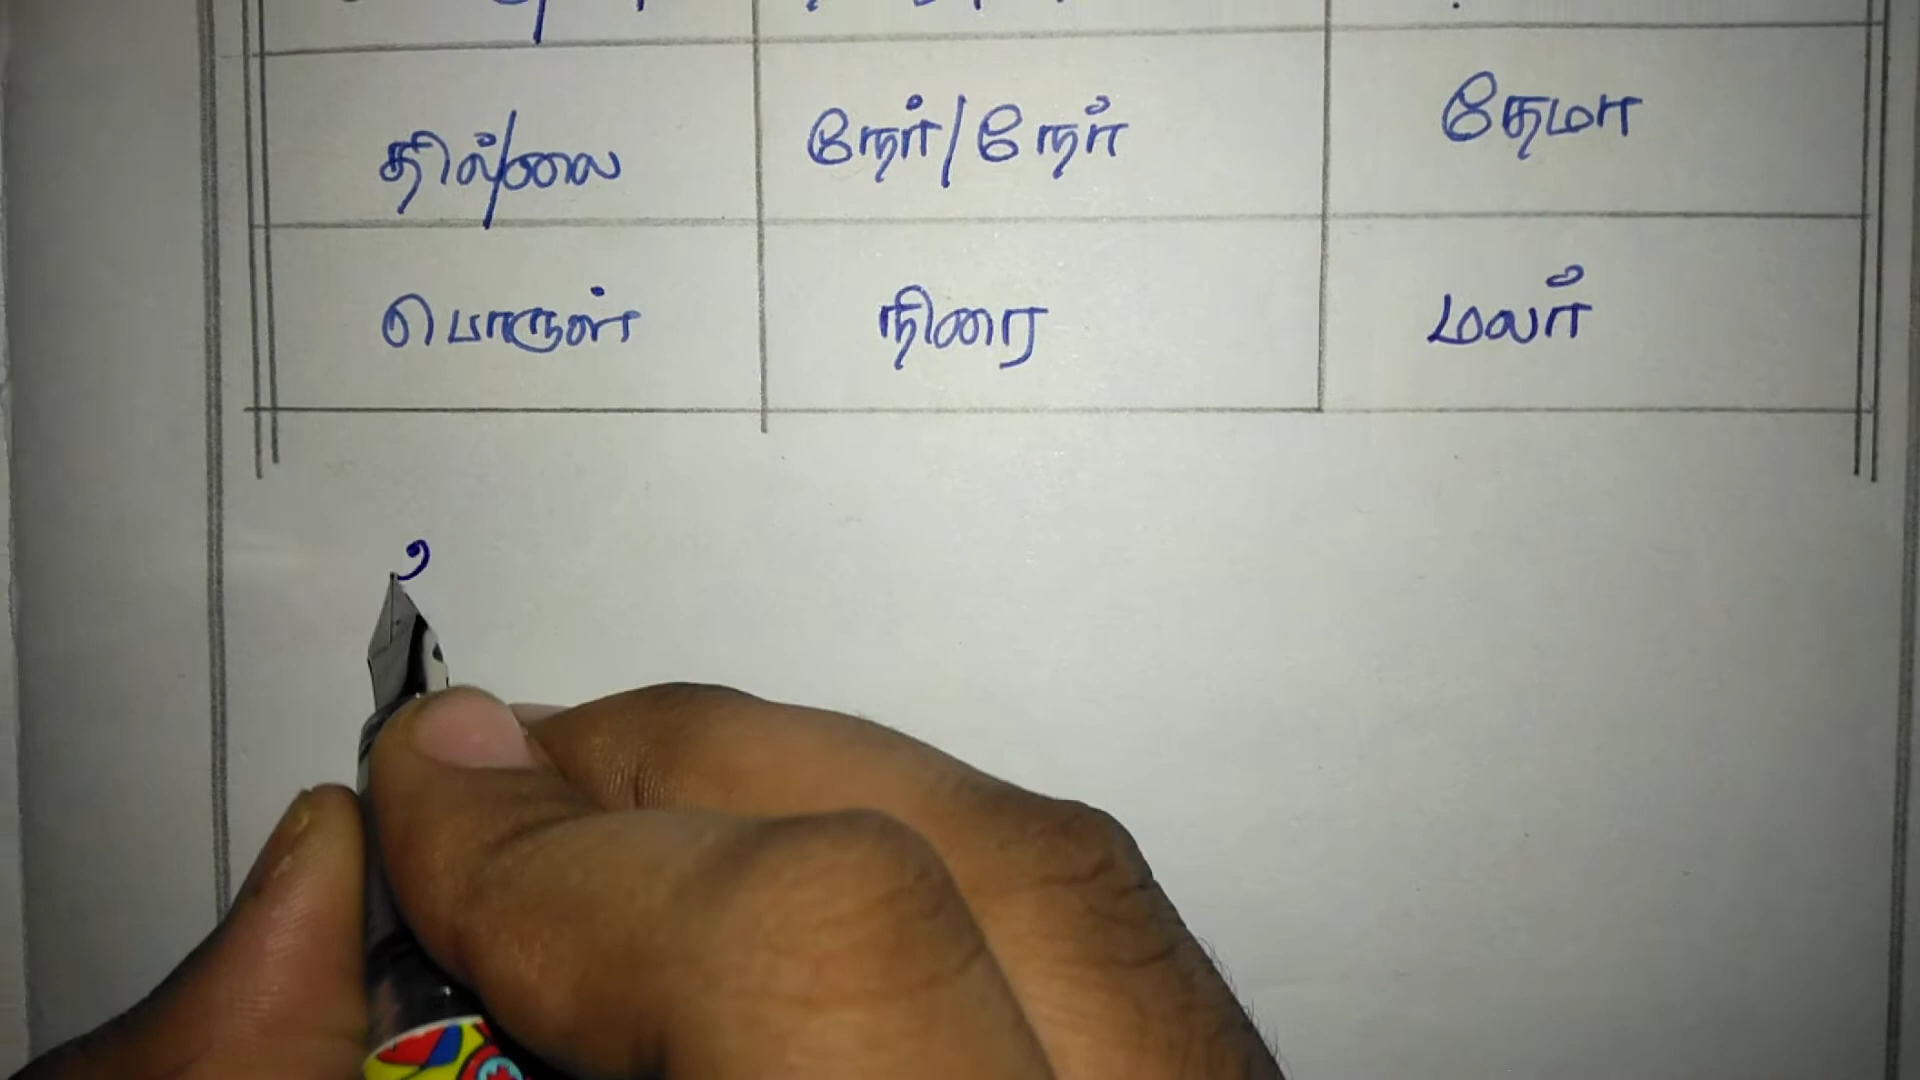 தில்/லை நேர்/நேர் தேமா
பொருள் நிரை மலர்